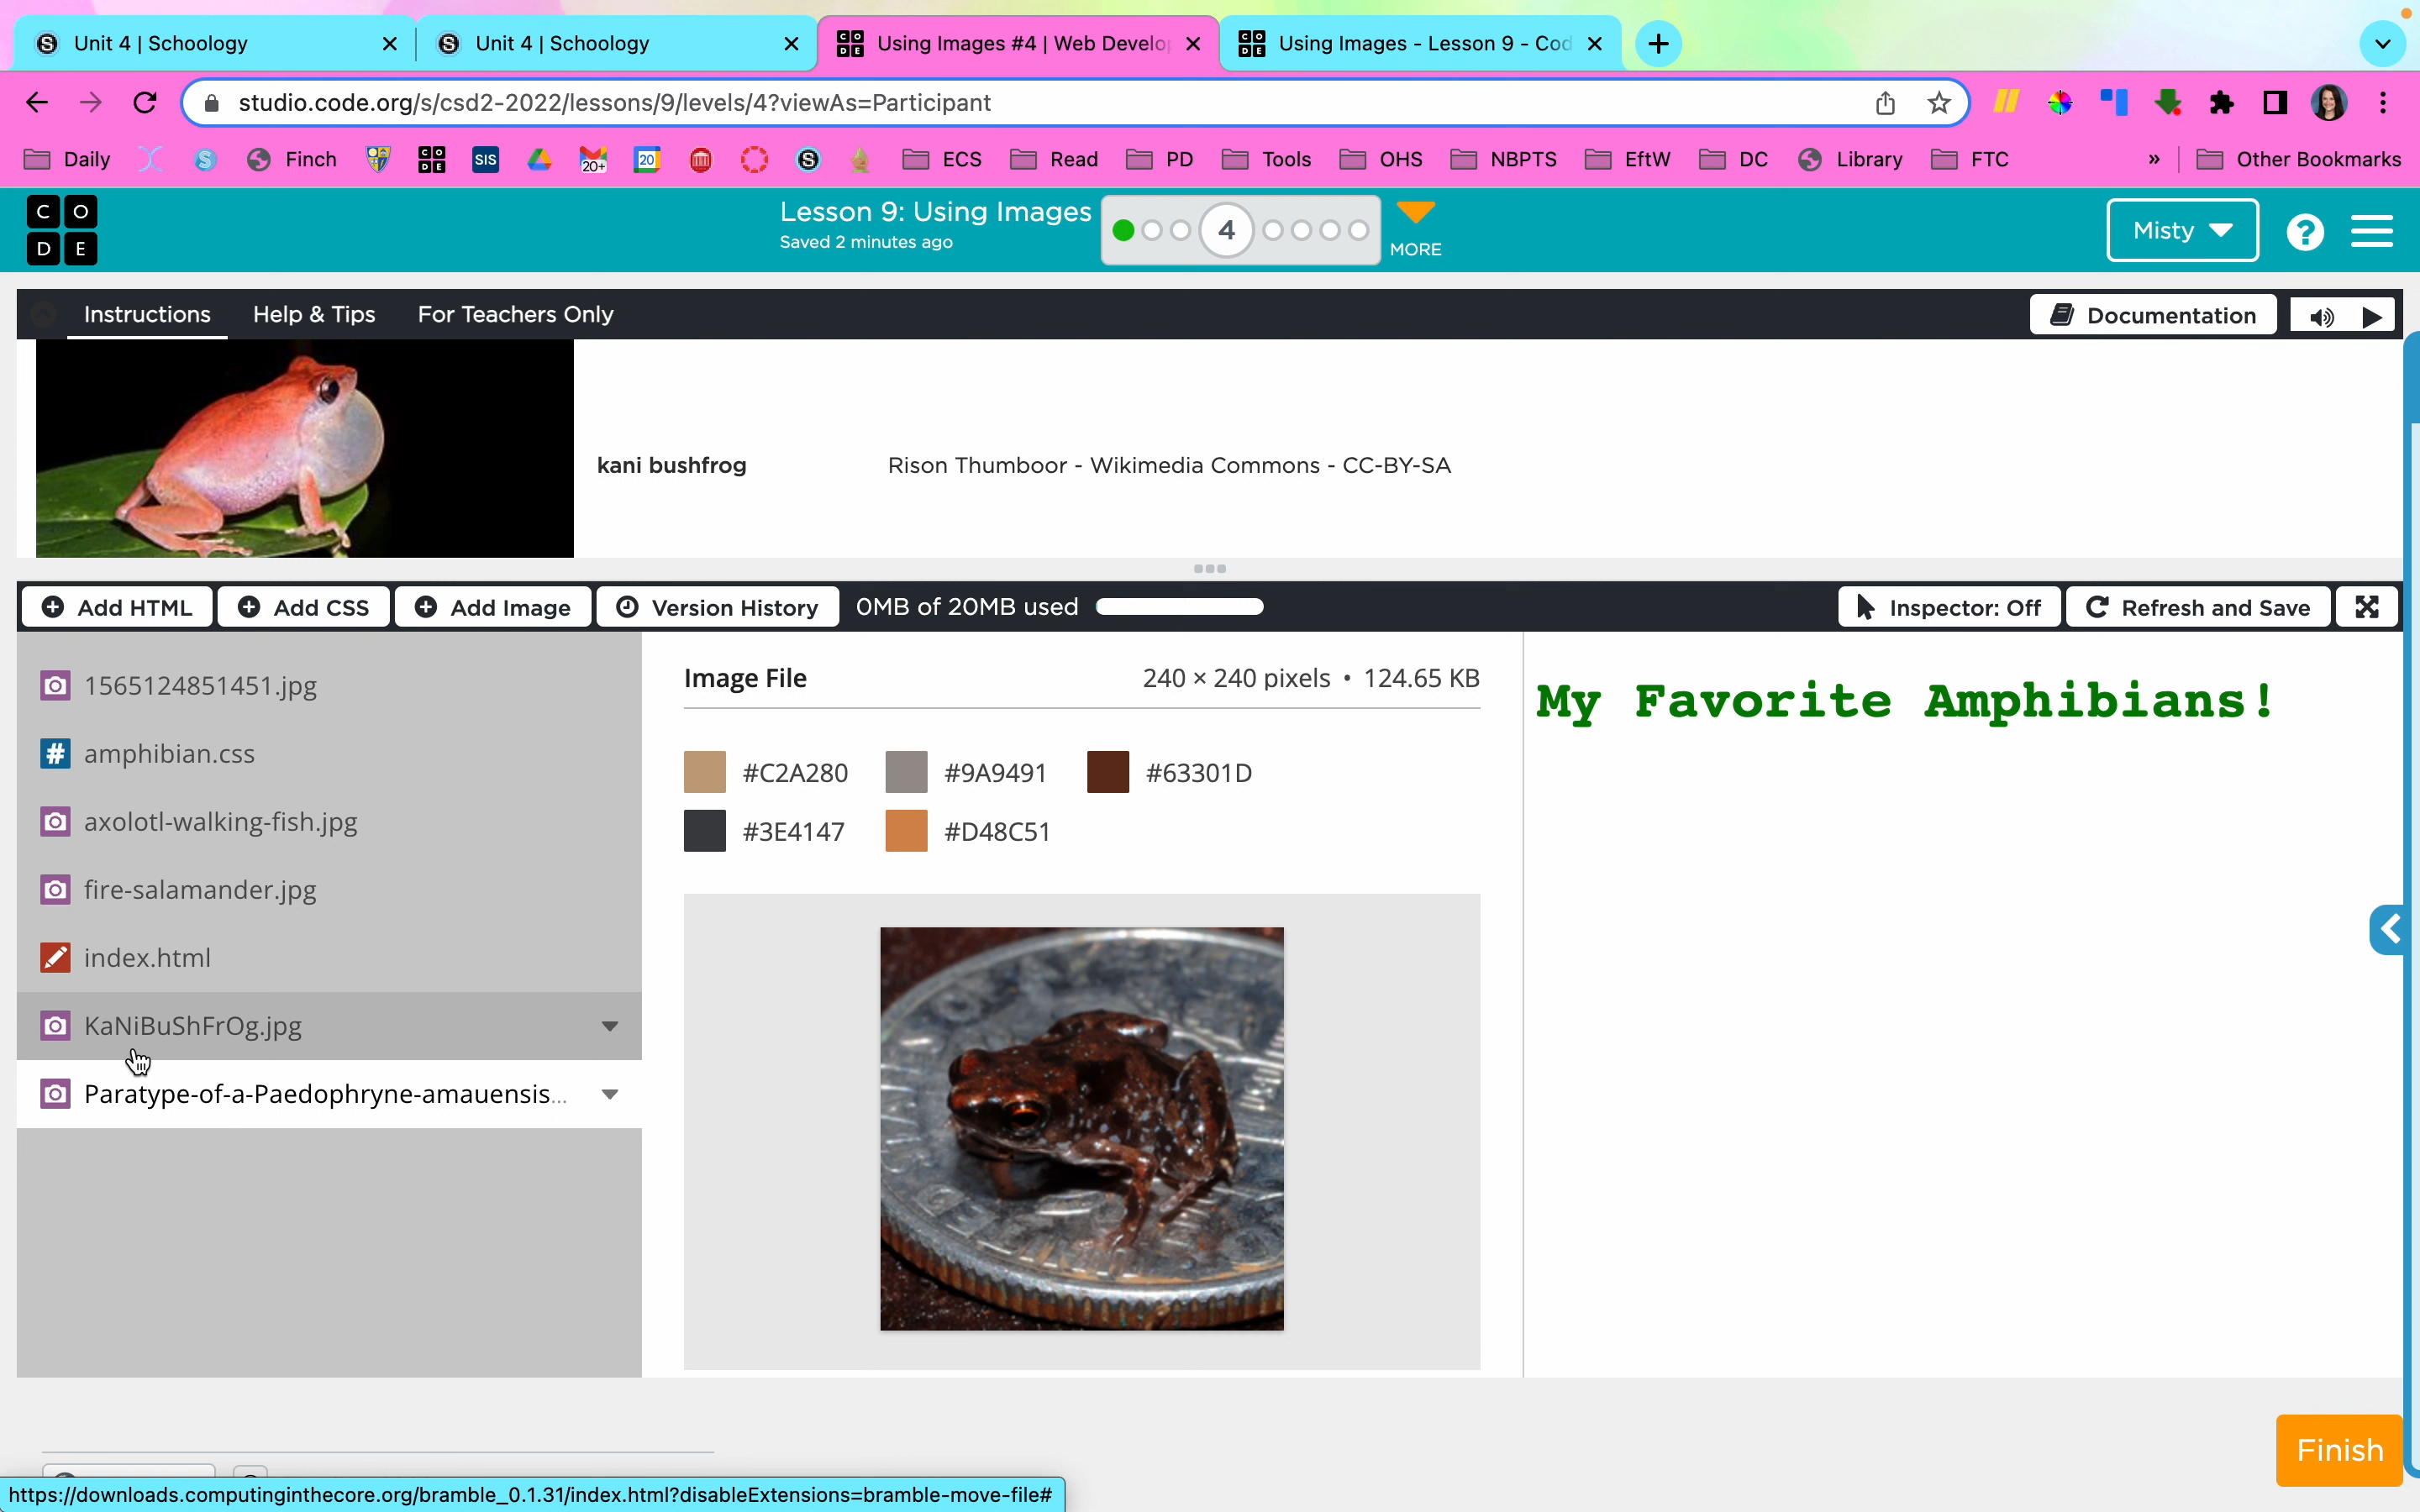 Unit 4 | Schoology
Unit 4 | Schoology
Using Images #4 | Web Develo
Using Images - Lesson 9 - Cod
studio.code.org/s/csd2-2022/lessons/9/levels/4?viewAs=Participant
Daily
Finch
CODE
SIS
20+
20
ECS
Read
PD
Tools
OHS
NBPTS
EftW
DC
Library
FTC
»
Other Bookmarks
C O
D E
Lesson 9: Using Images
Saved 2 minutes ago
4
MORE
Misty
?
Instructions
Help & Tips
For Teachers Only
Documentation
kani bushfrog
Rison Thumboor - Wikimedia Commons - CC-BY-SA
Add HTML
Add CSS
Add Image
Version History
0MB of 20MB used
Inspector: Off
Refresh and Save
1565124851451.jpg
amphibian.css
axolotl-walking-fish.jpg
fire-salamander.jpg
index.html
KaNiBuShFrOg.jpg
Paratype-of-a-Paedophryne-amauensis...
Image File
240 × 240 pixels • 124.65 KB
#C2A280
#9A9491
#63301D
#3E4147
#D48C51
My Favorite Amphibians!
Finish
https://downloads.computinginthecore.org/bramble_0.1.31/index.html?disableExtensions=bramble-move-file#